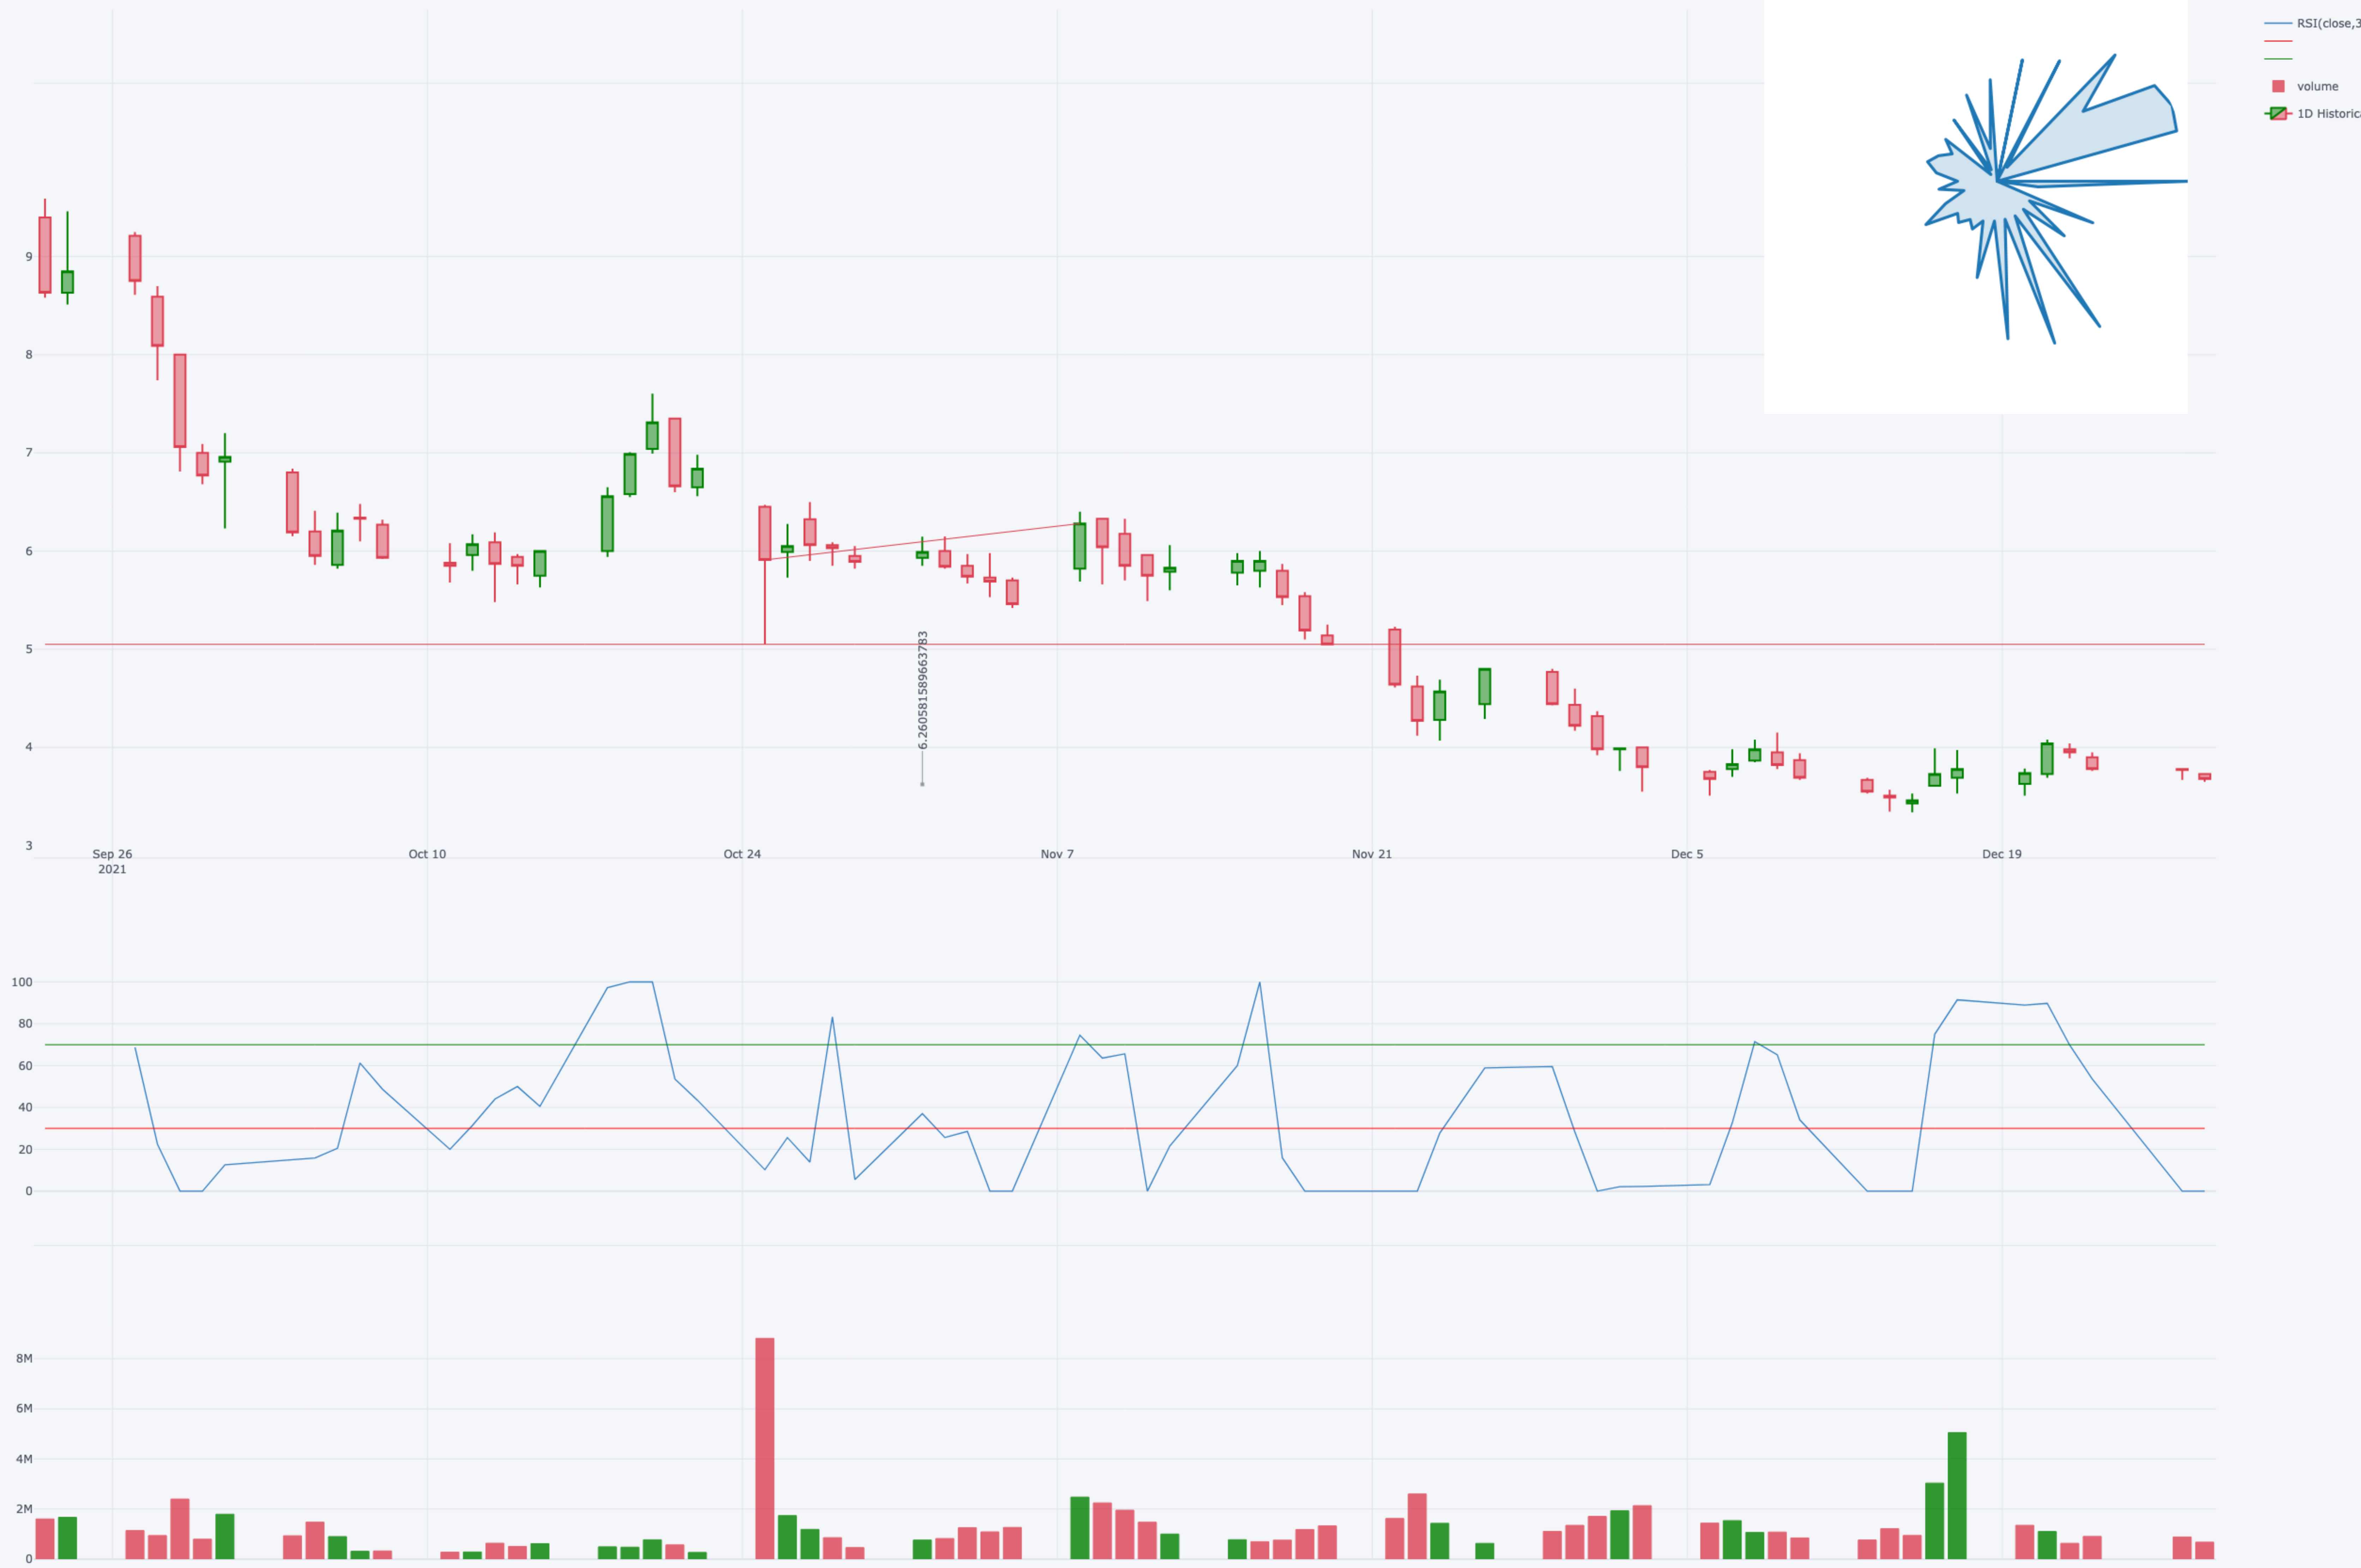 RSI(close,3
volume
1D Historica
9
8
7
6
5
4
3
6.260581589663783
Sep 26
2021
Oct 10
Oct 24
Nov 7
Nov 21
Dec 5
Dec 19
100
80
60
40
20
0
8M
6M
4M
2M
0